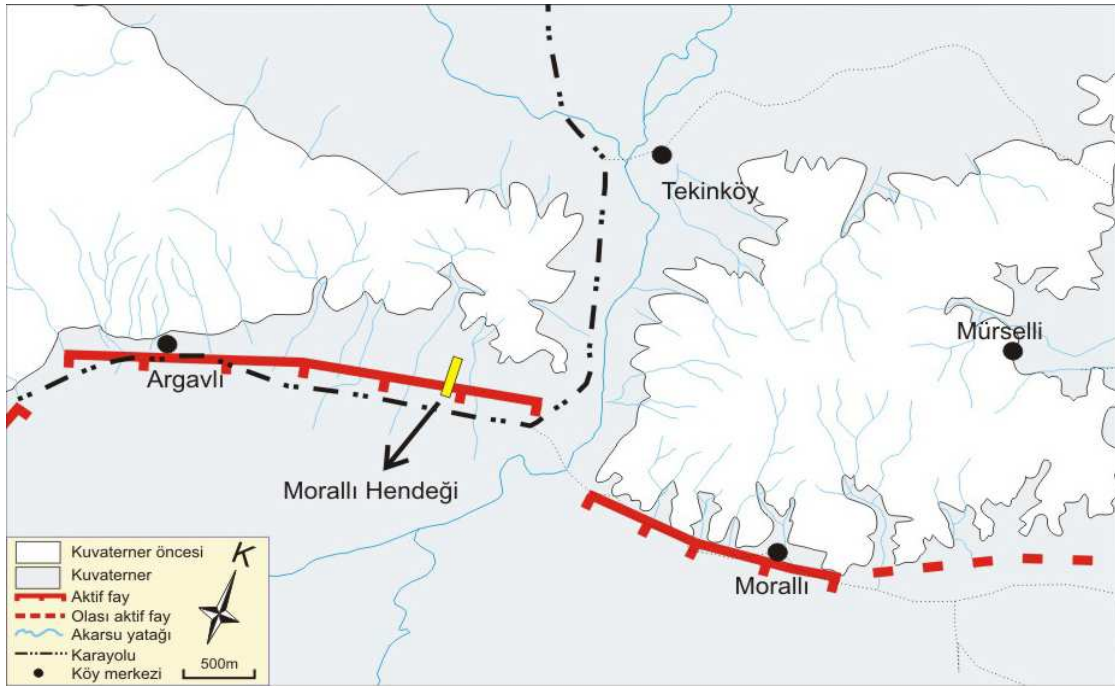 Tekinköy
Mürselli
Argavlı
Morallı Hendeği
Morallı
K
Kuvaterner öncesi
Kuvaterner
Aktif fay
Olası aktif fay
Akarsu yatağı
Karayolu
Köy merkezi
500m